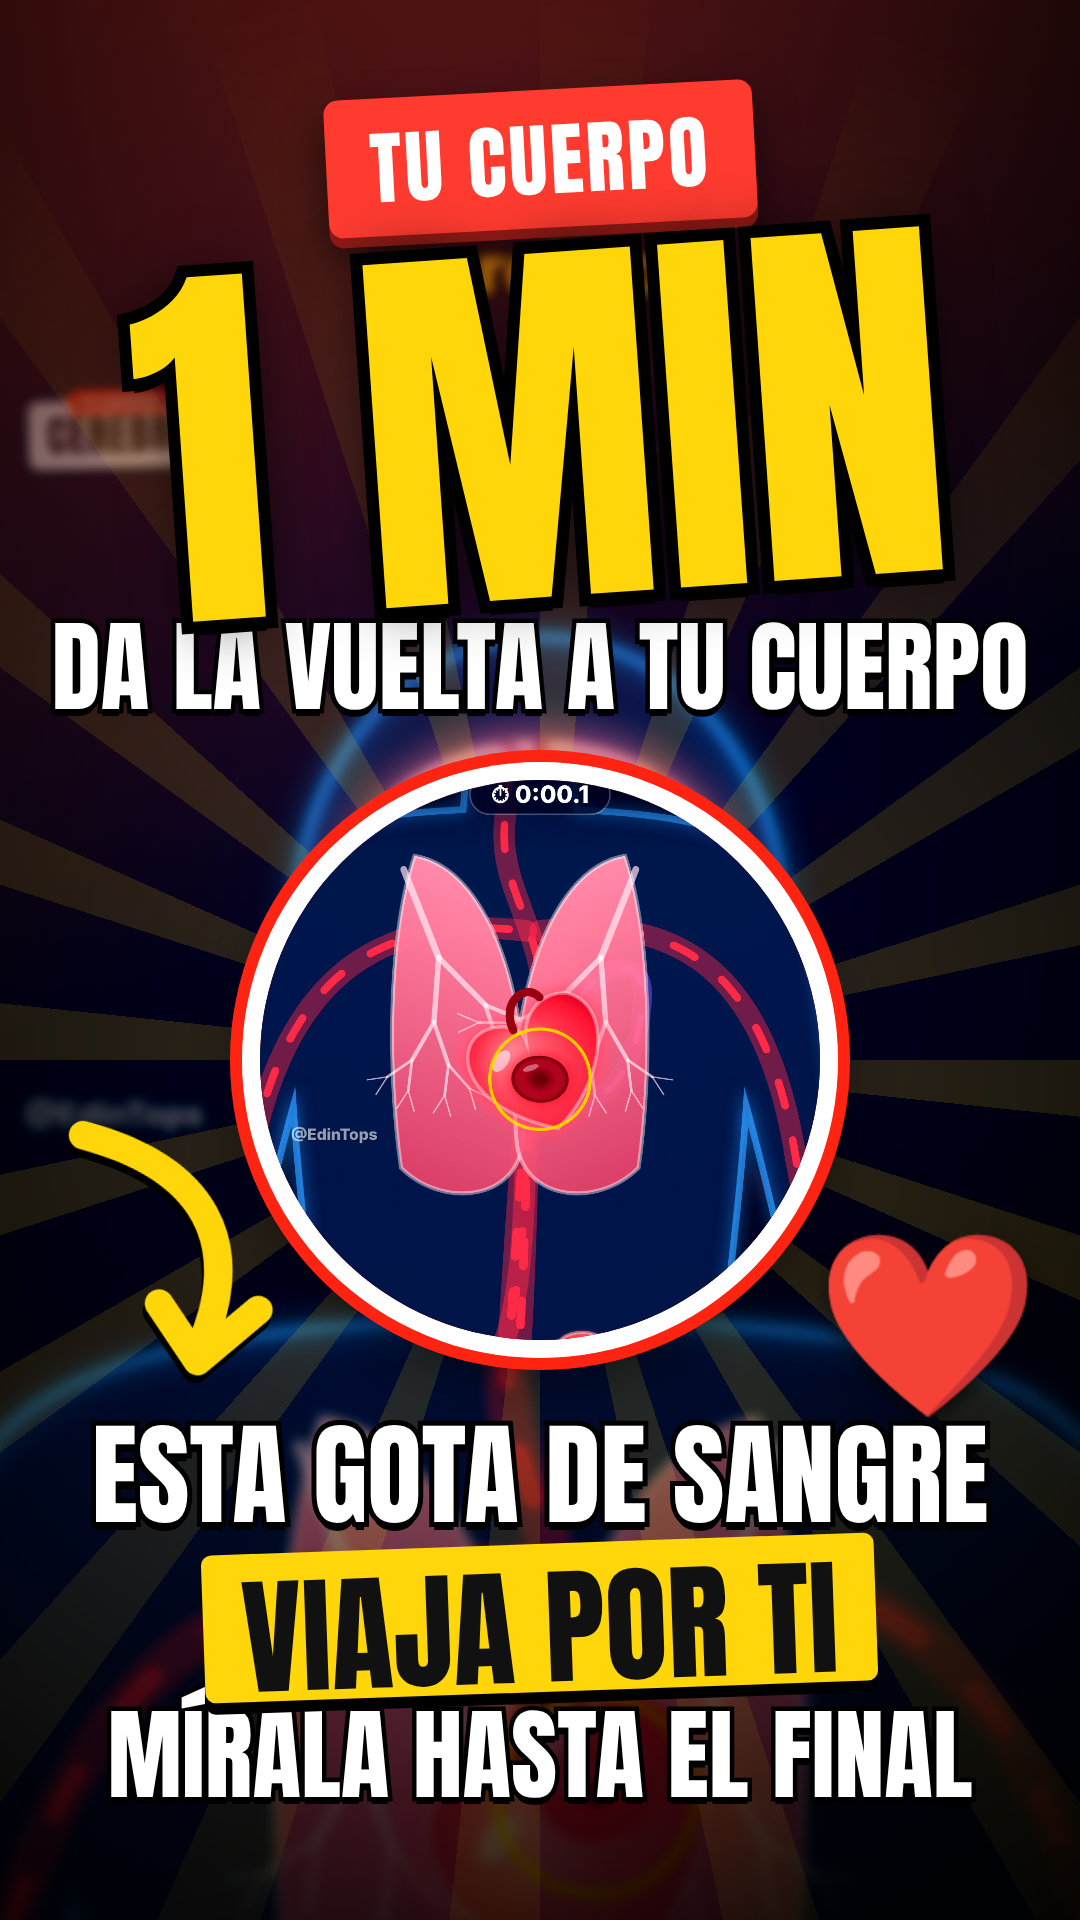 TU CUERPO
1 MIN
DA LA VUELTA A TU CUERPO
⏱ 0:00.1
@EdinTops
@EdinTops
ESTA GOTA DE SANGRE
VIAJA POR TI
MÍRALA HASTA EL FINAL